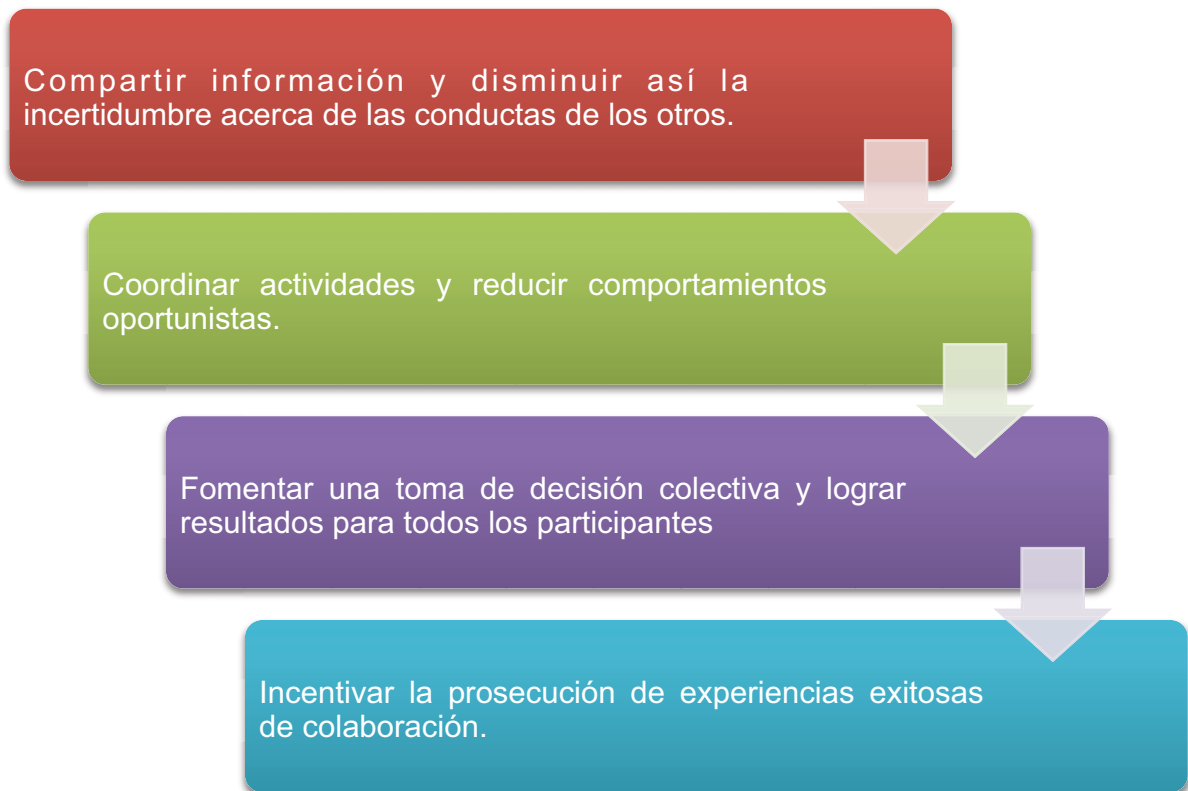 Compartir información y disminuir así la
incertidumbre acerca de las conductas de los otros.
Coordinar actividades y reducir comportamientos
oportunistas.
Fomentar una toma de decisión colectiva y lograr
resultados para todos los participantes
Incentivar la prosecución de experiencias exitosas
de colaboración.